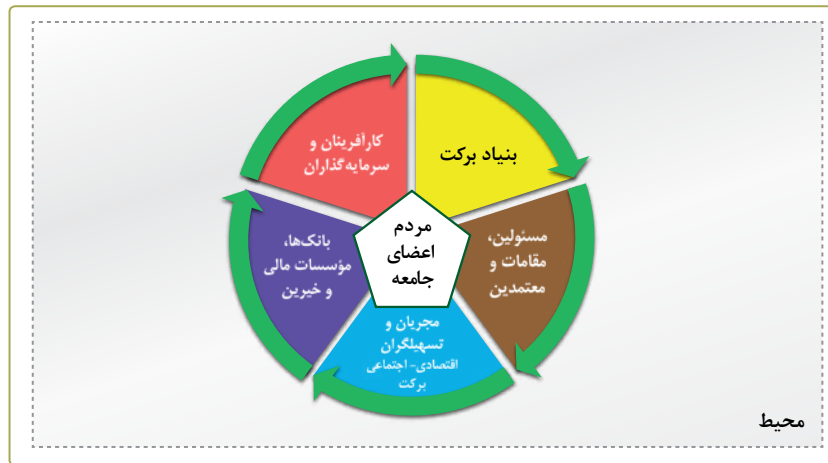 بنیاد برکت
مسئولین،
مقامات و
معتمدین
مجریان و
تسهیلگران
اقتصادی- اجتماعی
برکت
بانک‌ها،
مؤسسات مالی
و خیرین
کارآفرینان و
سرمایه‌گذاران
مردم
اعضای
جامعه
محیط